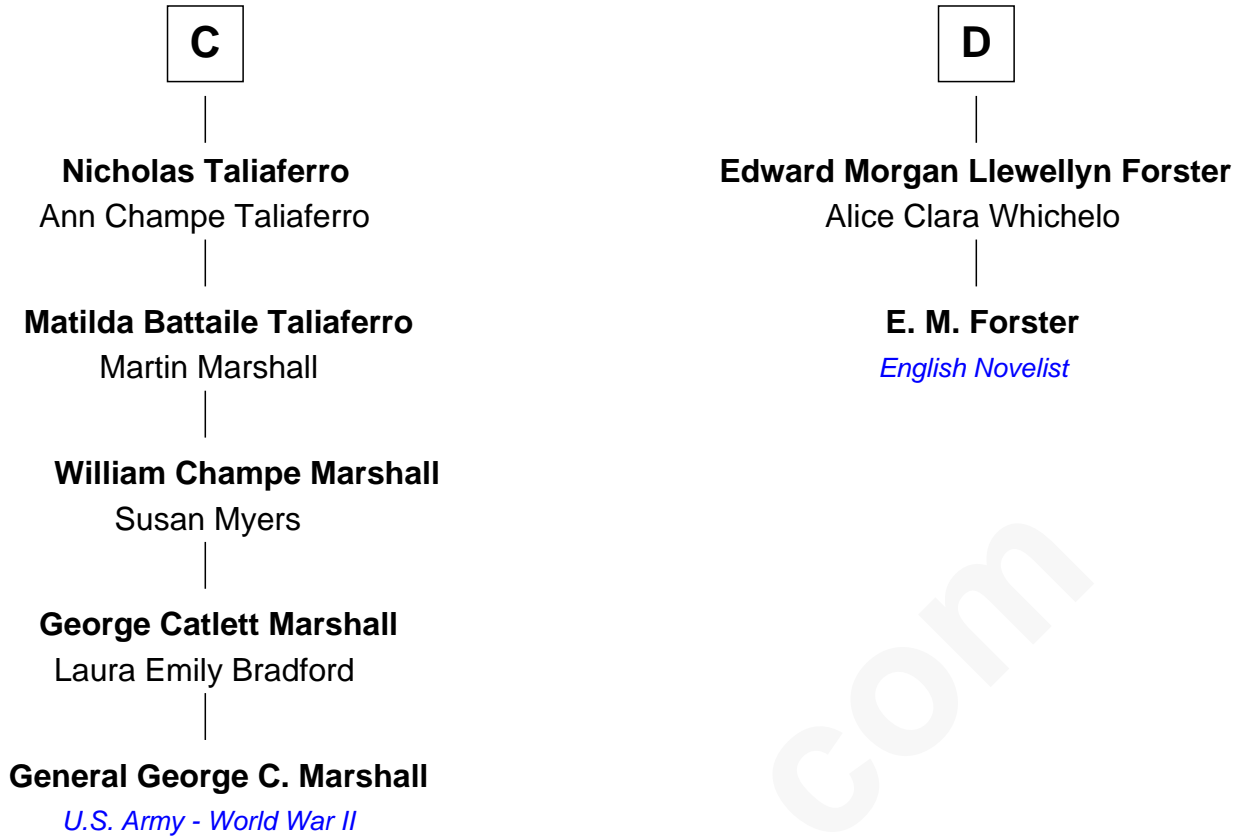 C
Nicholas Taliaferro
Ann Champe Taliaferro
Matilda Battaile Taliaferro
Martin Marshall
William Champe Marshall
Susan Myers
George Catlett Marshall
Laura Emily Bradford
General George C. Marshall
U.S. Army - World War II
D
Edward Morgan Llewellyn Forster
Alice Clara Whichelo
E. M. Forster
English Novelist
com